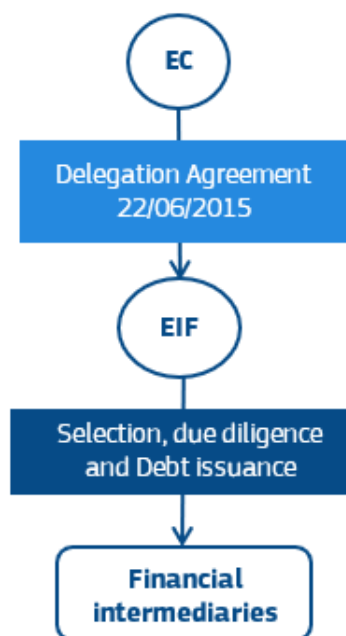 EC
Delegation Agreement
22/06/2015
EIF
Selection, due diligence
and Debt issuance
Financial
intermediaries